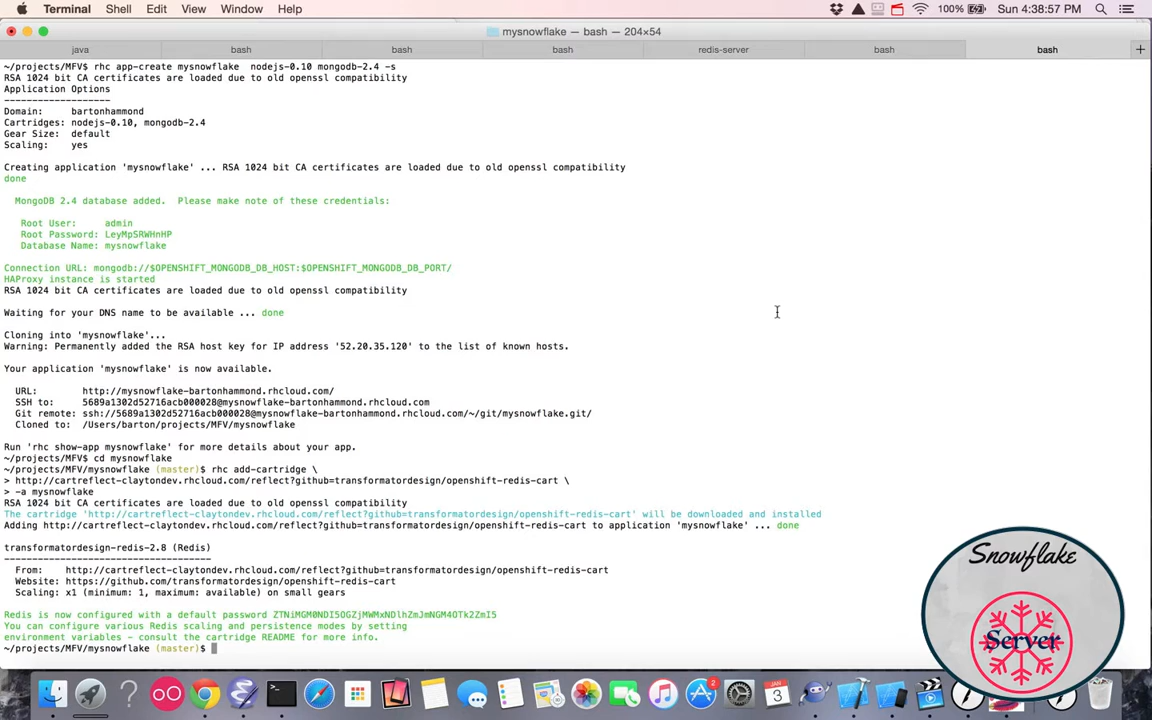 Terminal Shell Edit View Window Help 100% Sun 4:38:57 PM
mysnowflake — bash — 204×54
java bash bash bash redis-server bash bash
~/projects/MFV$ rhc app-create mysnowflake  nodejs-0.10 mongodb-2.4 -s
RSA 1024 bit CA certificates are loaded due to old openssl compatibility
Application Options
-------------------
Domain:     bartonhammond
Cartridges: nodejs-0.10, mongodb-2.4
Gear Size:  default
Scaling:    yes
Creating application 'mysnowflake' ... RSA 1024 bit CA certificates are loaded due to old openssl compatibility
done
MongoDB 2.4 database added.  Please make note of these credentials:
Root User:     admin
Root Password: LeyMpSRWHnHP
Database Name: mysnowflake
Connection URL: mongodb://$OPENSHIFT_MONGODB_DB_HOST:$OPENSHIFT_MONGODB_DB_PORT/
HAProxy instance is started
RSA 1024 bit CA certificates are loaded due to old openssl compatibility
Waiting for your DNS name to be available ... done
Cloning into 'mysnowflake'...
Warning: Permanently added the RSA host key for IP address '52.20.35.120' to the list of known hosts.
Your application 'mysnowflake' is now available.
URL:        http://mysnowflake-bartonhammond.rhcloud.com/
SSH to:     5689a1302d52716acb000028@mysnowflake-bartonhammond.rhcloud.com
Git remote: ssh://5689a1302d52716acb000028@mysnowflake-bartonhammond.rhcloud.com/~/git/mysnowflake.git/
Cloned to:  /Users/barton/projects/MFV/mysnowflake
Run 'rhc show-app mysnowflake' for more details about your app.
~/projects/MFV$ cd mysnowflake
~/projects/MFV/mysnowflake (master)$ rhc add-cartridge \
> http://cartreflect-claytondev.rhcloud.com/reflect?github=transformatordesign/openshift-redis-cart \
> -a mysnowflake
RSA 1024 bit CA certificates are loaded due to old openssl compatibility
The cartridge 'http://cartreflect-claytondev.rhcloud.com/reflect?github=transformatordesign/openshift-redis-cart' will be downloaded and installed
Adding http://cartreflect-claytondev.rhcloud.com/reflect?github=transformatordesign/openshift-redis-cart to application 'mysnowflake' ... done
transformatordesign-redis-2.8 (Redis)
-------------------------------------
From:    http://cartreflect-claytondev.rhcloud.com/reflect?github=transformatordesign/openshift-redis-cart
Website: https://github.com/transformatordesign/openshift-redis-cart
Scaling: x1 (minimum: 1, maximum: available) on small gears
Redis is now configured with a default password ZTNiMGM0NDI5OGZjMWMxNDlhZmJmNGM4OTk2ZmI5
You can configure various Redis scaling and persistence modes by setting
environment variables - consult the cartridge README for more info.
~/projects/MFV/mysnowflake (master)$
Snowflake
Server
JAN
3
2